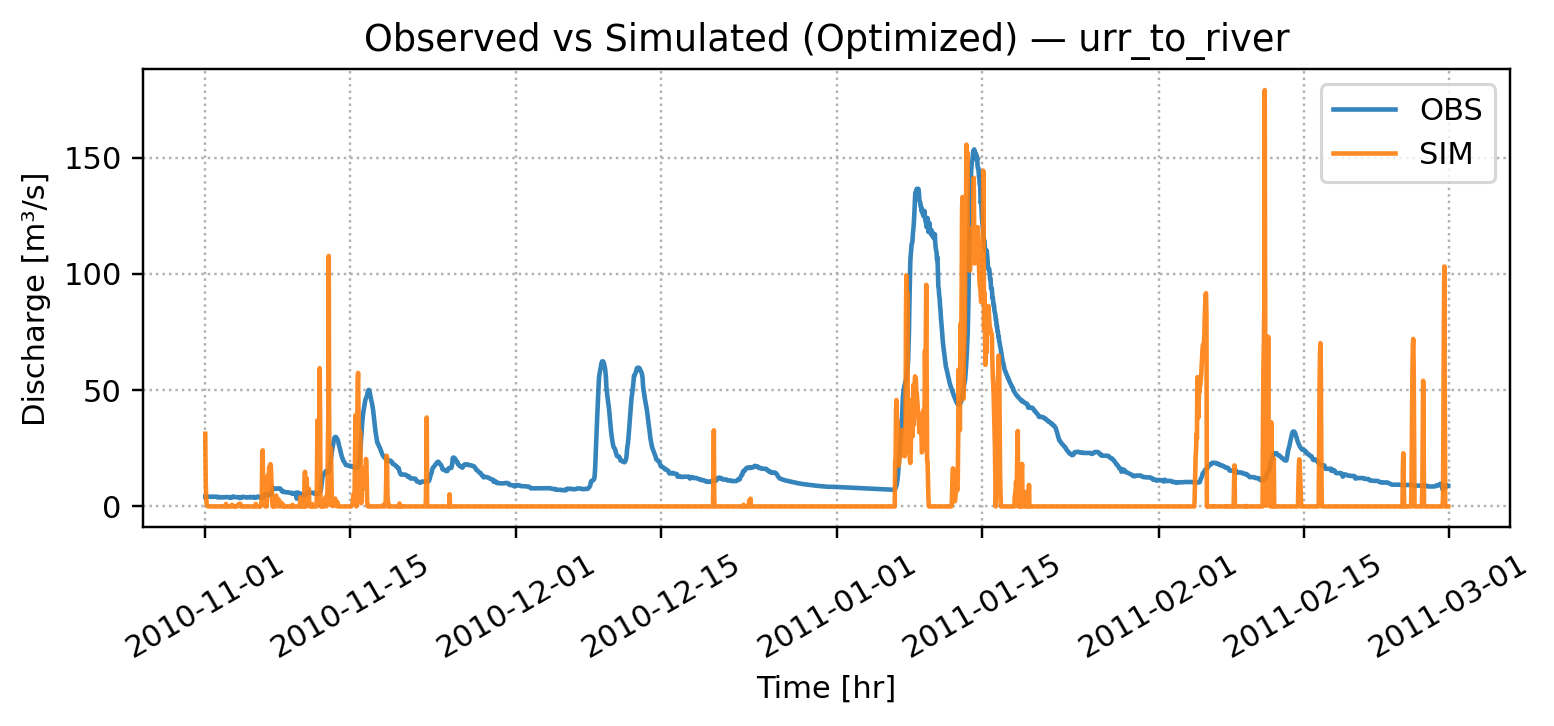 Observed vs Simulated (Optimized) — urr_to_river
OBS
SIM
Discharge [m³/s]
150
100
50
0
2010-11-01
2010-11-15
2010-12-01
2010-12-15
2011-01-01
2011-01-15
2011-02-01
2011-02-15
2011-03-01
Time [hr]